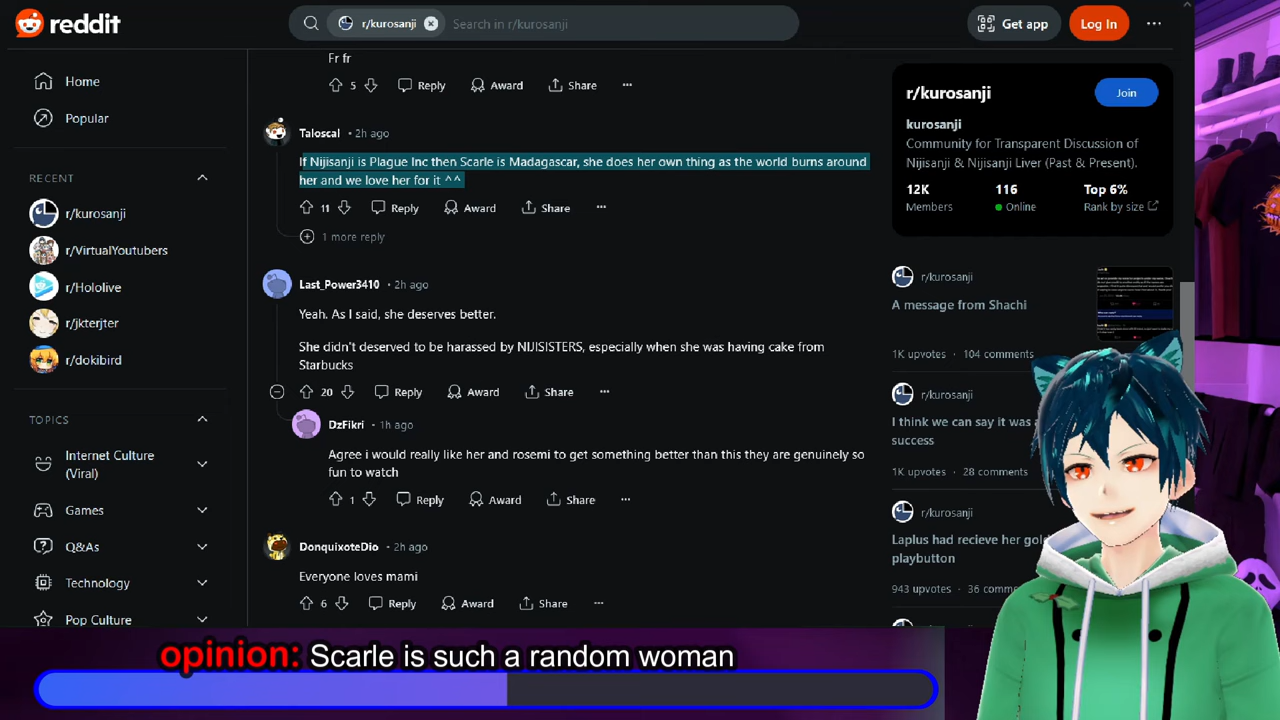 reddit
r/kurosanji
Search in r/kurosanji
Get app
Log In
Home
Popular
RECENT
r/kurosanji
r/VirtualYoutubers
r/Hololive
r/jkterjter
r/dokibird
TOPICS
Internet Culture
(Viral)
Games
Q&As
Technology
Pop Culture
Fr fr
5 Reply Award Share
Taloscal • 2h ago
If Nijisanji is Plague Inc then Scarle is Madagascar, she does her own thing as the world burns around
her and we love her for it ^^
11 Reply Award Share
1 more reply
Last_Power3410 • 2h ago
Yeah. As I said, she deserves better.
She didn't deserved to be harassed by NIJISISTERS, especially when she was having cake from
Starbucks
20 Reply Award Share
DzFikri • 1h ago
Agree i would really like her and rosemi to get something better than this they are genuinely so
fun to watch
1 Reply Award Share
DonquixoteDio • 2h ago
Everyone loves mami
6 Reply Award Share
r/kurosanji
Join
kurosanji
Community for Transparent Discussion of
Nijisanji & Nijisanji Liver (Past & Present).
12K 116 Top 6%
Members Online Rank by size
r/kurosanji
A message from Shachi
1K upvotes • 104 comments
r/kurosanji
I think we can say it was a
success
1K upvotes • 28 comments
r/kurosanji
Laplus had recieve her gold
playbutton
943 upvotes • 36 comm
opinion: Scarle is such a random woman